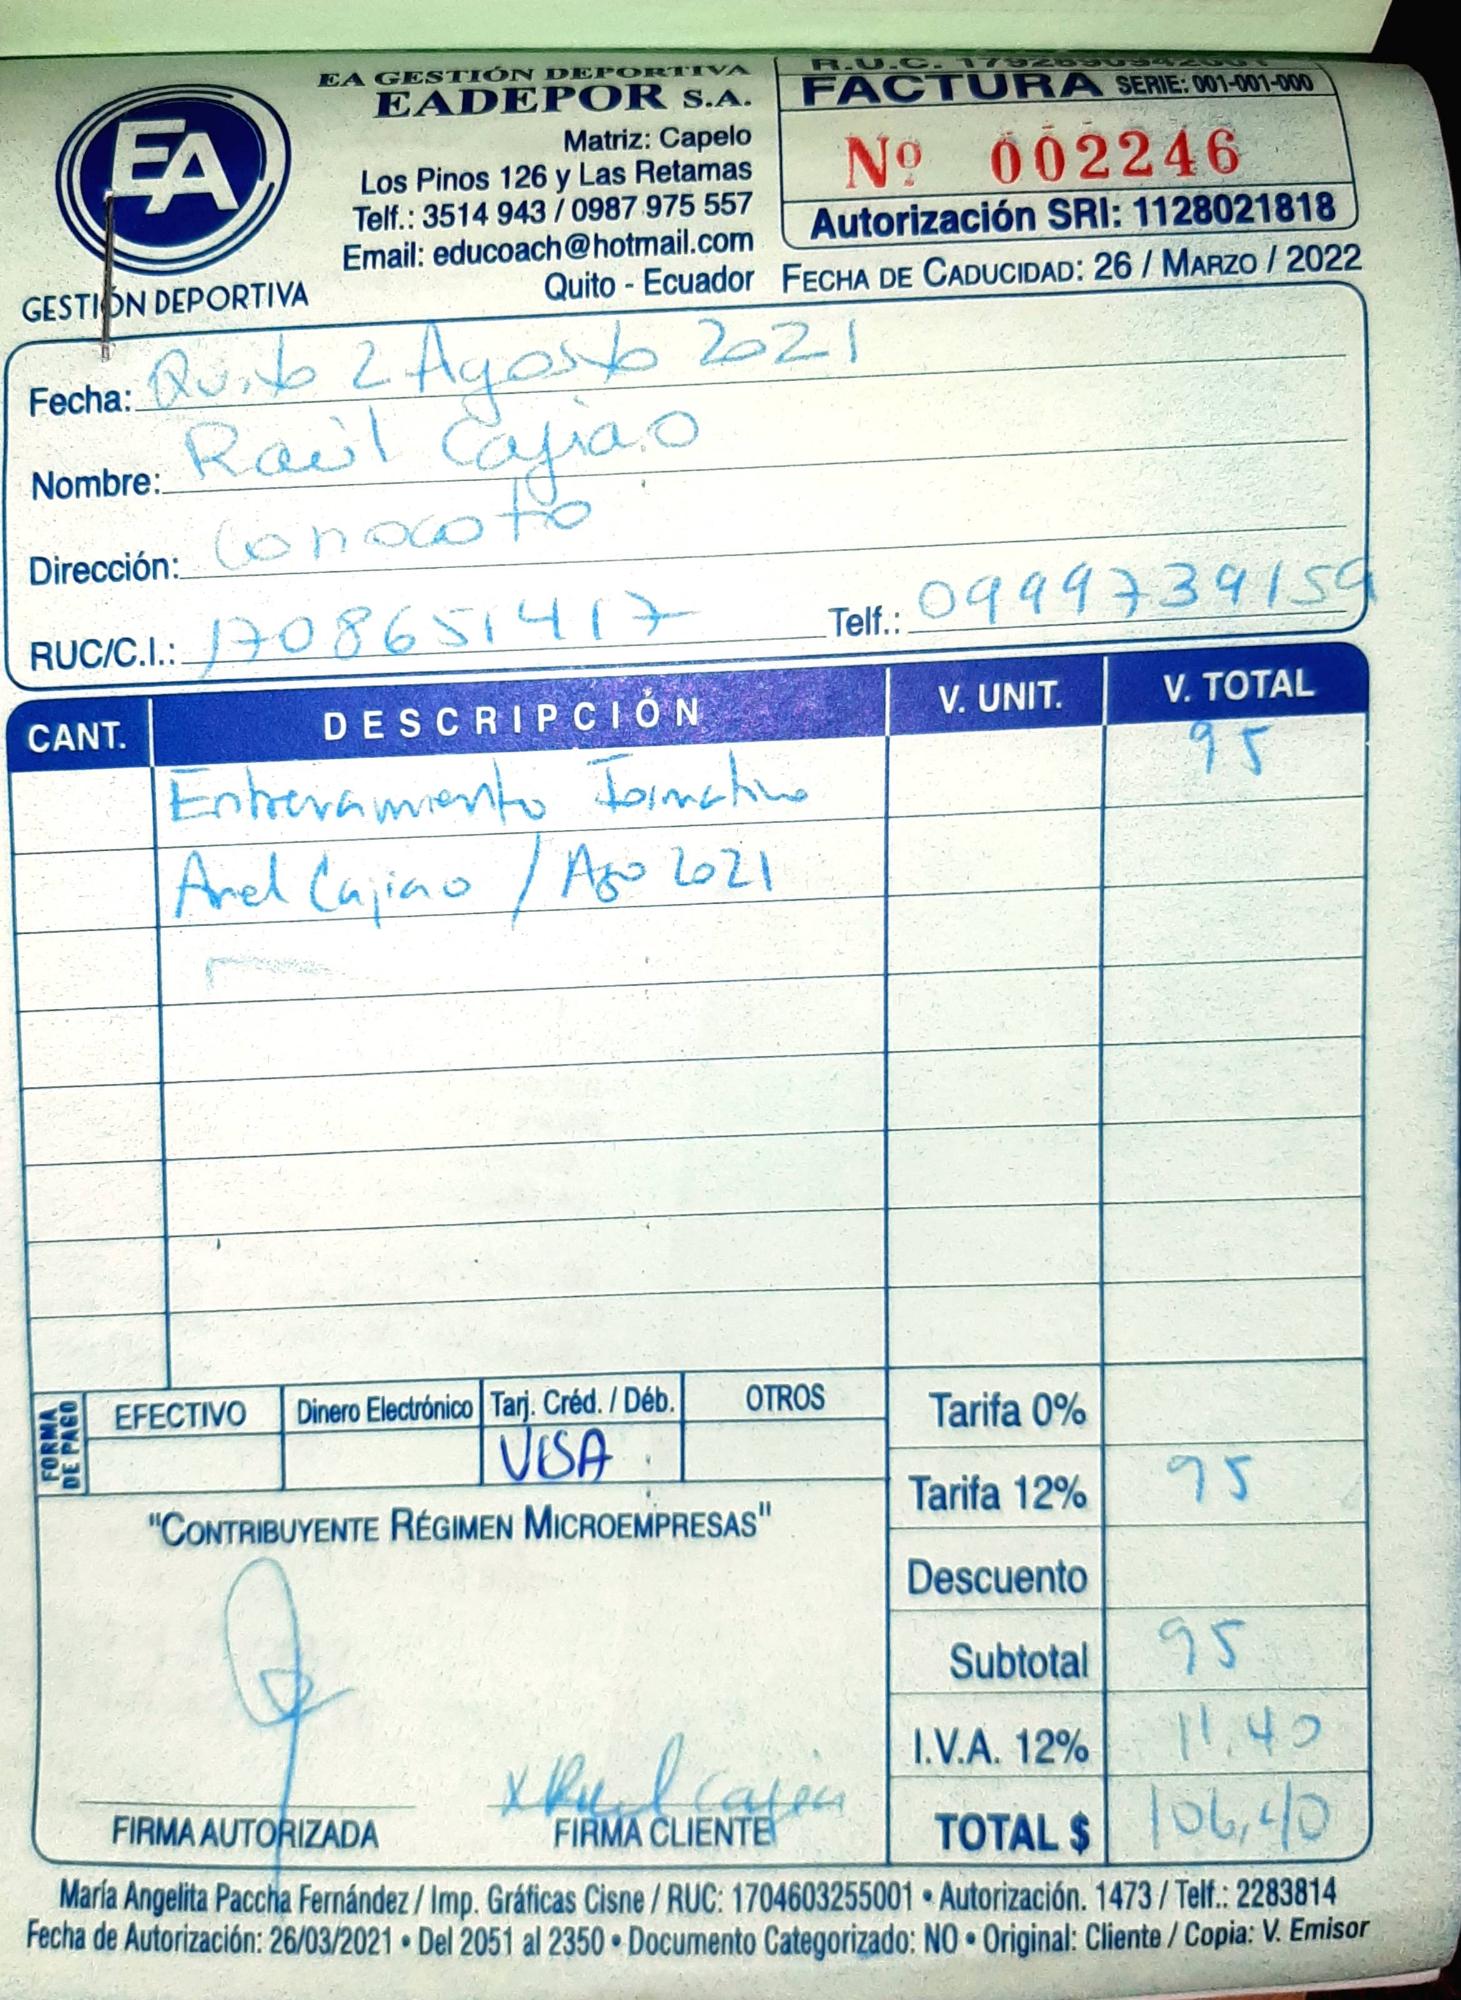 EA GESTIÓN DEPORTIVA
EADEPOR S.A.
Matriz: Capelo
Los Pinos 126 y Las Retamas
Telf.: 3514 943 / 0987 975 557
Email: educoach@hotmail.com
Quito - Ecuador
EA
GESTIÓN DEPORTIVA
R.U.C.
FACTURA SERIE: 001-001-000
Nº 002246
Autorización SRI: 1128021818
FECHA DE CADUCIDAD: 26 / MARZO / 2022
Fecha: Quito 2 Agosto 2021
Nombre: Raúl Cajiao
Dirección: Conocoto
RUC/C.I.: 1708651417 Telf.: 0999739159
CANT. DESCRIPCIÓN V. UNIT. V. TOTAL
Entrenamiento Formativo 95
Cajiao / Ago 2021
FORMA DE PAGO
EFECTIVO Dinero Electrónico Tarj. Créd. / Déb. OTROS
VISA
Tarifa 0%
Tarifa 12% 95
Descuento
Subtotal 95
I.V.A. 12% 11,40
TOTAL $ 106,40
"CONTRIBUYENTE RÉGIMEN MICROEMPRESAS"
X Raul Cajiao
FIRMA AUTORIZADA FIRMA CLIENTE
María Angelita Paccha Fernández / Imp. Gráficas Cisne / RUC: 1704603255001 • Autorización. 1473 / Telf.: 2283814
Fecha de Autorización: 26/03/2021 • Del 2051 al 2350 • Documento Categorizado: NO • Original: Cliente / Copia: V. Emisor